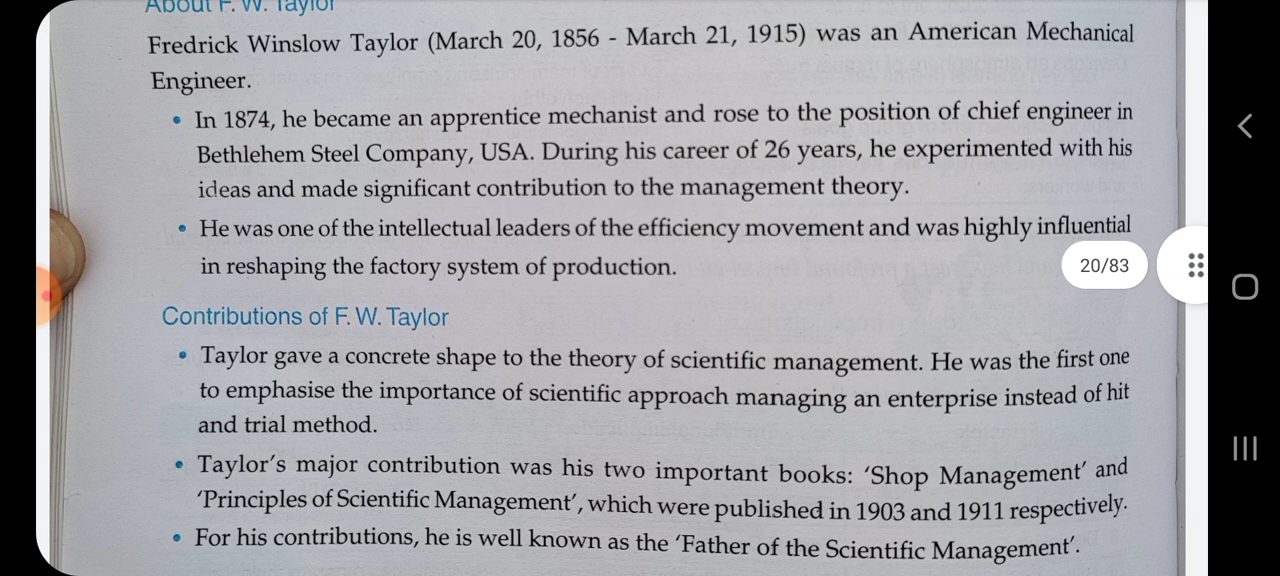 About F. W. Taylor
Fredrick Winslow Taylor (March 20, 1856 - March 21, 1915) was an American Mechanical
Engineer.
• In 1874, he became an apprentice mechanist and rose to the position of chief engineer in
Bethlehem Steel Company, USA. During his career of 26 years, he experimented with his
ideas and made significant contribution to the management theory.
• He was one of the intellectual leaders of the efficiency movement and was highly influential
in reshaping the factory system of production.
20/83
Contributions of F. W. Taylor
• Taylor gave a concrete shape to the theory of scientific management. He was the first one
to emphasise the importance of scientific approach managing an enterprise instead of hit
and trial method.
• Taylor's major contribution was his two important books: 'Shop Management' and
'Principles of Scientific Management', which were published in 1903 and 1911 respectively.
• For his contributions, he is well known as the 'Father of the Scientific Management'.